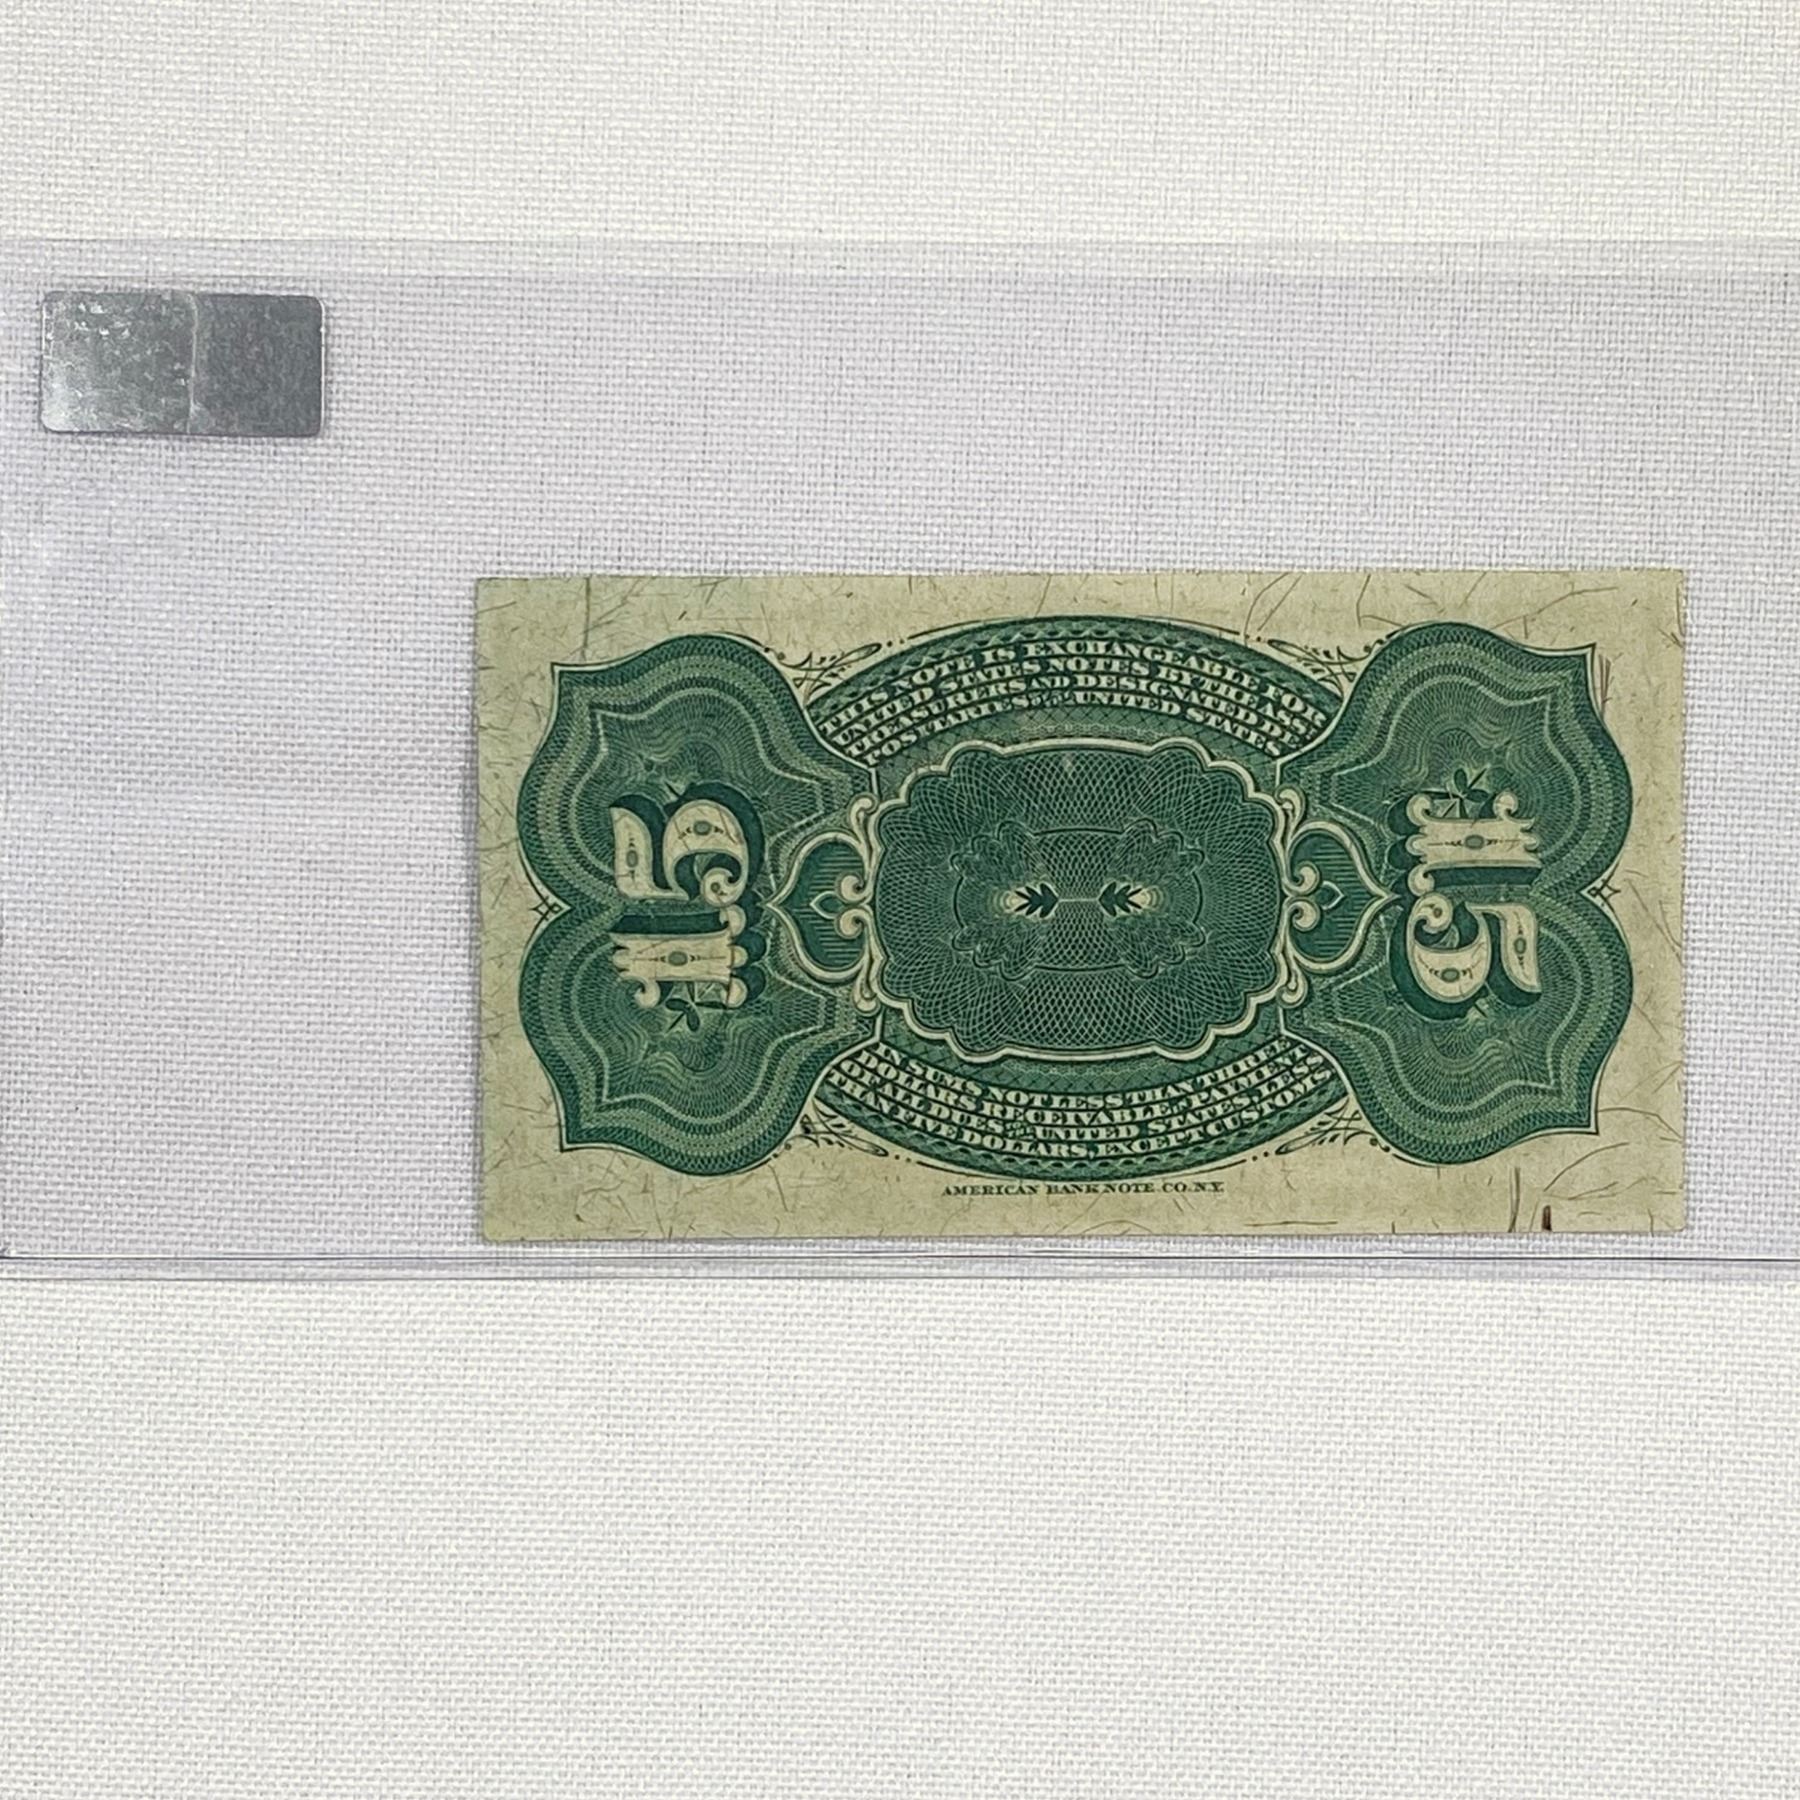 THIS NOTE IS EXCHANGEABLE FOR
UNITED STATES NOTES BY THE ASST.
TREASURERS AND DESIGNATED DE-
POSITARIES OF THE UNITED STATES
15
15
IN SUMS NOT LESS THAN THREE
DOLLARS. RECEIVABLE IN PAYMENT
OF ALL DUES TO THE UNITED STATES, LESS
THAN FIVE DOLLARS, EXCEPT CUSTOMS.
AMERICAN BANK NOTE CO. N.Y.